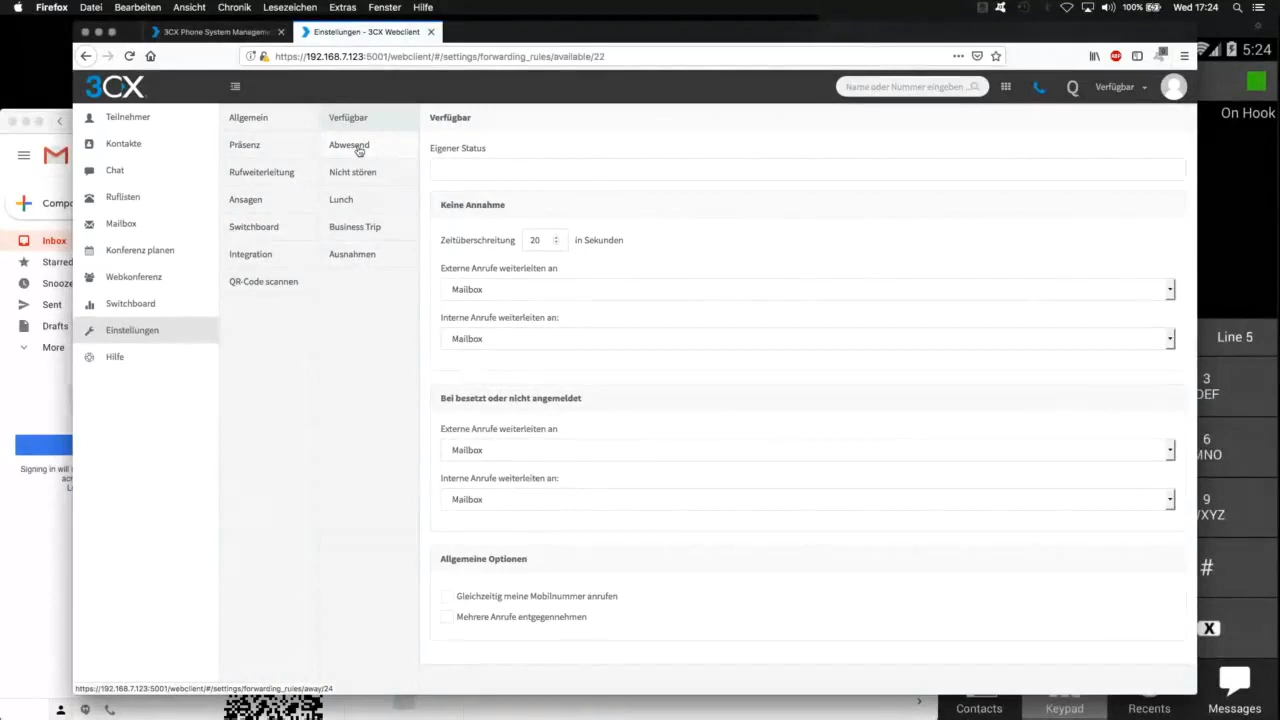 Firefox Datei Bearbeiten Ansicht Chronik Lesezeichen Extras Fenster Hilfe 100% Wed 17:24
3CX Phone System Managem
Einstellungen - 3CX Webclient
https://192.168.7.123:5001/webclient/#/settings/forwarding_rules/available/22
5:24
3CX
Name oder Nummer eingeben ..
Q
Verfügbar
On Hook
Teilnehmer
Kontakte
Chat
Ruflisten
Mailbox
Konferenz planen
Webkonferenz
Switchboard
Einstellungen
Hilfe
Allgemein
Präsenz
Rufweiterleitung
Ansagen
Switchboard
Integration
QR-Code scannen
Verfügbar
Abwesend
Nicht stören
Lunch
Business Trip
Ausnahmen
Verfügbar
Eigener Status
Keine Annahme
Zeitüberschreitung 20 in Sekunden
Externe Anrufe weiterleiten an
Mailbox
Interne Anrufe weiterleiten an:
Mailbox
Bei besetzt oder nicht angemeldet
Externe Anrufe weiterleiten an
Mailbox
Interne Anrufe weiterleiten an:
Mailbox
Allgemeine Optionen
Gleichzeitig meine Mobilnummer anrufen
Mehrere Anrufe entgegennehmen
https://192.168.7.123:5001/webclient/#/settings/forwarding_rules/away/24
Compo
Inbox
Starred
Snooze
Sent
Drafts
More
Signing in will
Line 5
3
DEF
6
MNO
9
/XYZ
#
X
Contacts
Keypad
Recents
Messages